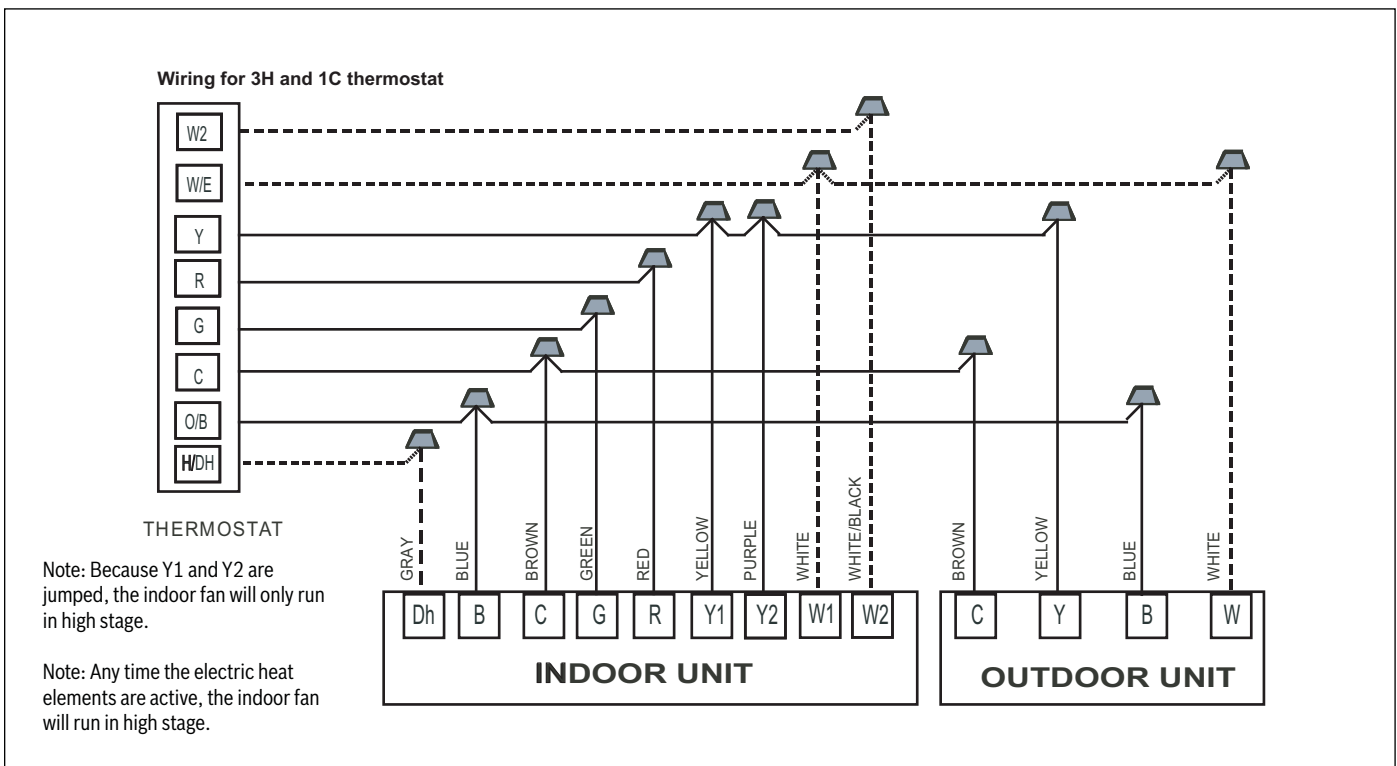 Wiring for 3H and 1C thermostat
W2
W/E
Y
R
G
C
O/B
H/DH
THERMOSTAT
Note: Because Y1 and Y2 are
jumped, the indoor fan will only run
in high stage.
Note: Any time the electric heat
elements are active, the indoor fan
will run in high stage.
GRAY
BLUE
BROWN
GREEN
RED
YELLOW
PURPLE
WHITE
WHITE/BLACK
Dh B C G R Y1 Y2 W1 W2
INDOOR UNIT
BROWN
YELLOW
BLUE
WHITE
C Y B W
OUTDOOR UNIT